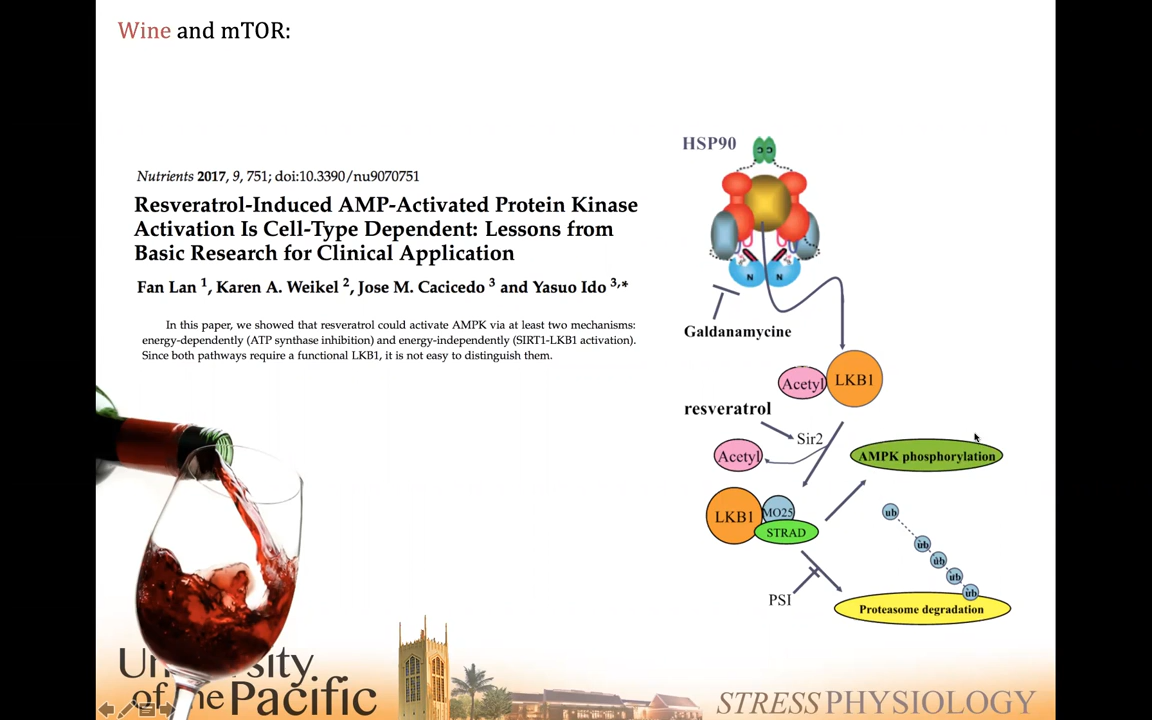 Wine and mTOR:
Nutrients 2017, 9, 751; doi:10.3390/nu9070751
Resveratrol-Induced AMP-Activated Protein Kinase
Activation Is Cell-Type Dependent: Lessons from
Basic Research for Clinical Application
Fan Lan 1, Karen A. Weikel 2, Jose M. Cacicedo 3 and Yasuo Ido 3,*
In this paper, we showed that resveratrol could activate AMPK via at least two mechanisms:
energy-dependently (ATP synthase inhibition) and energy-independently (SIRT1-LKB1 activation).
Since both pathways require a functional LKB1, it is not easy to distinguish them.
HSP90
N N
Galdanamycine
Acetyl LKB1
resveratrol
Sir2
Acetyl
AMPK phosphorylation
LKB1 MO25
STRAD
ub
ub
ub
ub
ub
PSI
Proteasome degradation
of the Pacific
STRESS PHYSIOLOGY